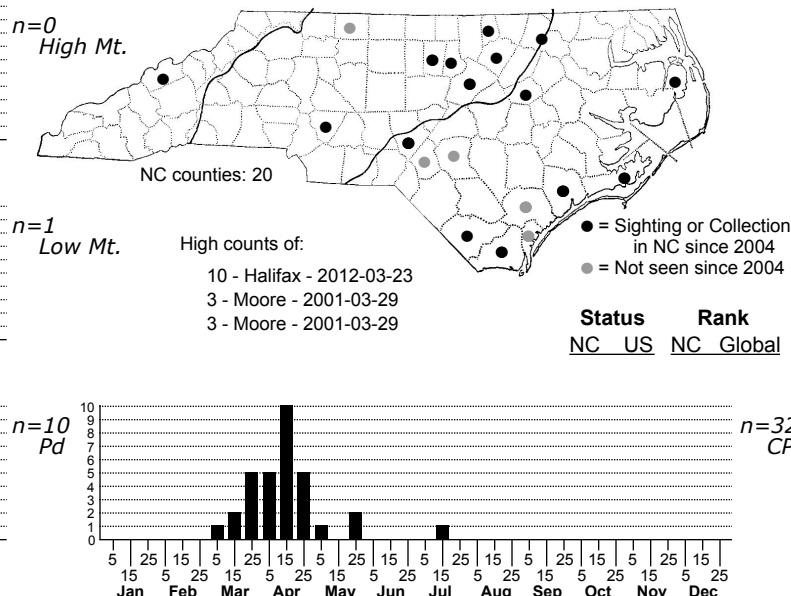 n=0
High Mt.
NC counties: 20
n=1
Low Mt.
High counts of:
10 - Halifax - 2012-03-23
3 - Moore - 2001-03-29
3 - Moore - 2001-03-29
= Sighting or Collection
in NC since 2004
= Not seen since 2004
Status Rank
NC US NC Global
n=10
Pd
n=32
CP
10
9
8
7
6
5
4
3
2
1
0
5 25 15 5 25 15 5 25 15 5 25 15 5 25 15 5 25 15
15 5 25 15 5 25 15 5 25 15 5 25 15 5 25 15 5 25
Jan Feb Mar Apr May Jun Jul Aug Sep Oct Nov Dec